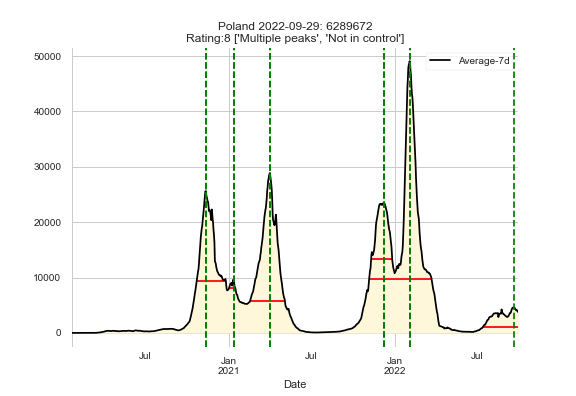 Poland 2022-09-29: 6289672
Rating:8 ['Multiple peaks', 'Not in control']
Average-7d
50000
40000
30000
20000
10000
0
Jul
Jan
2021
Jul
Jan
2022
Jul
Date